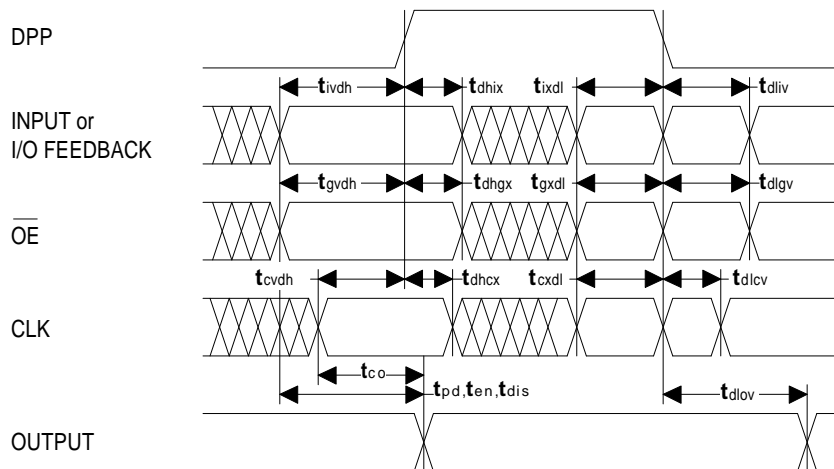 DPP
tivdh tdhix tixdl tdliv
INPUT or
I/O FEEDBACK
tgvdh tdhgx tgxdl tdlgv
OE
tcvdh tdhcx tcxdl tdlcv
CLK
tco
tpd,ten,tdis tdlov
OUTPUT